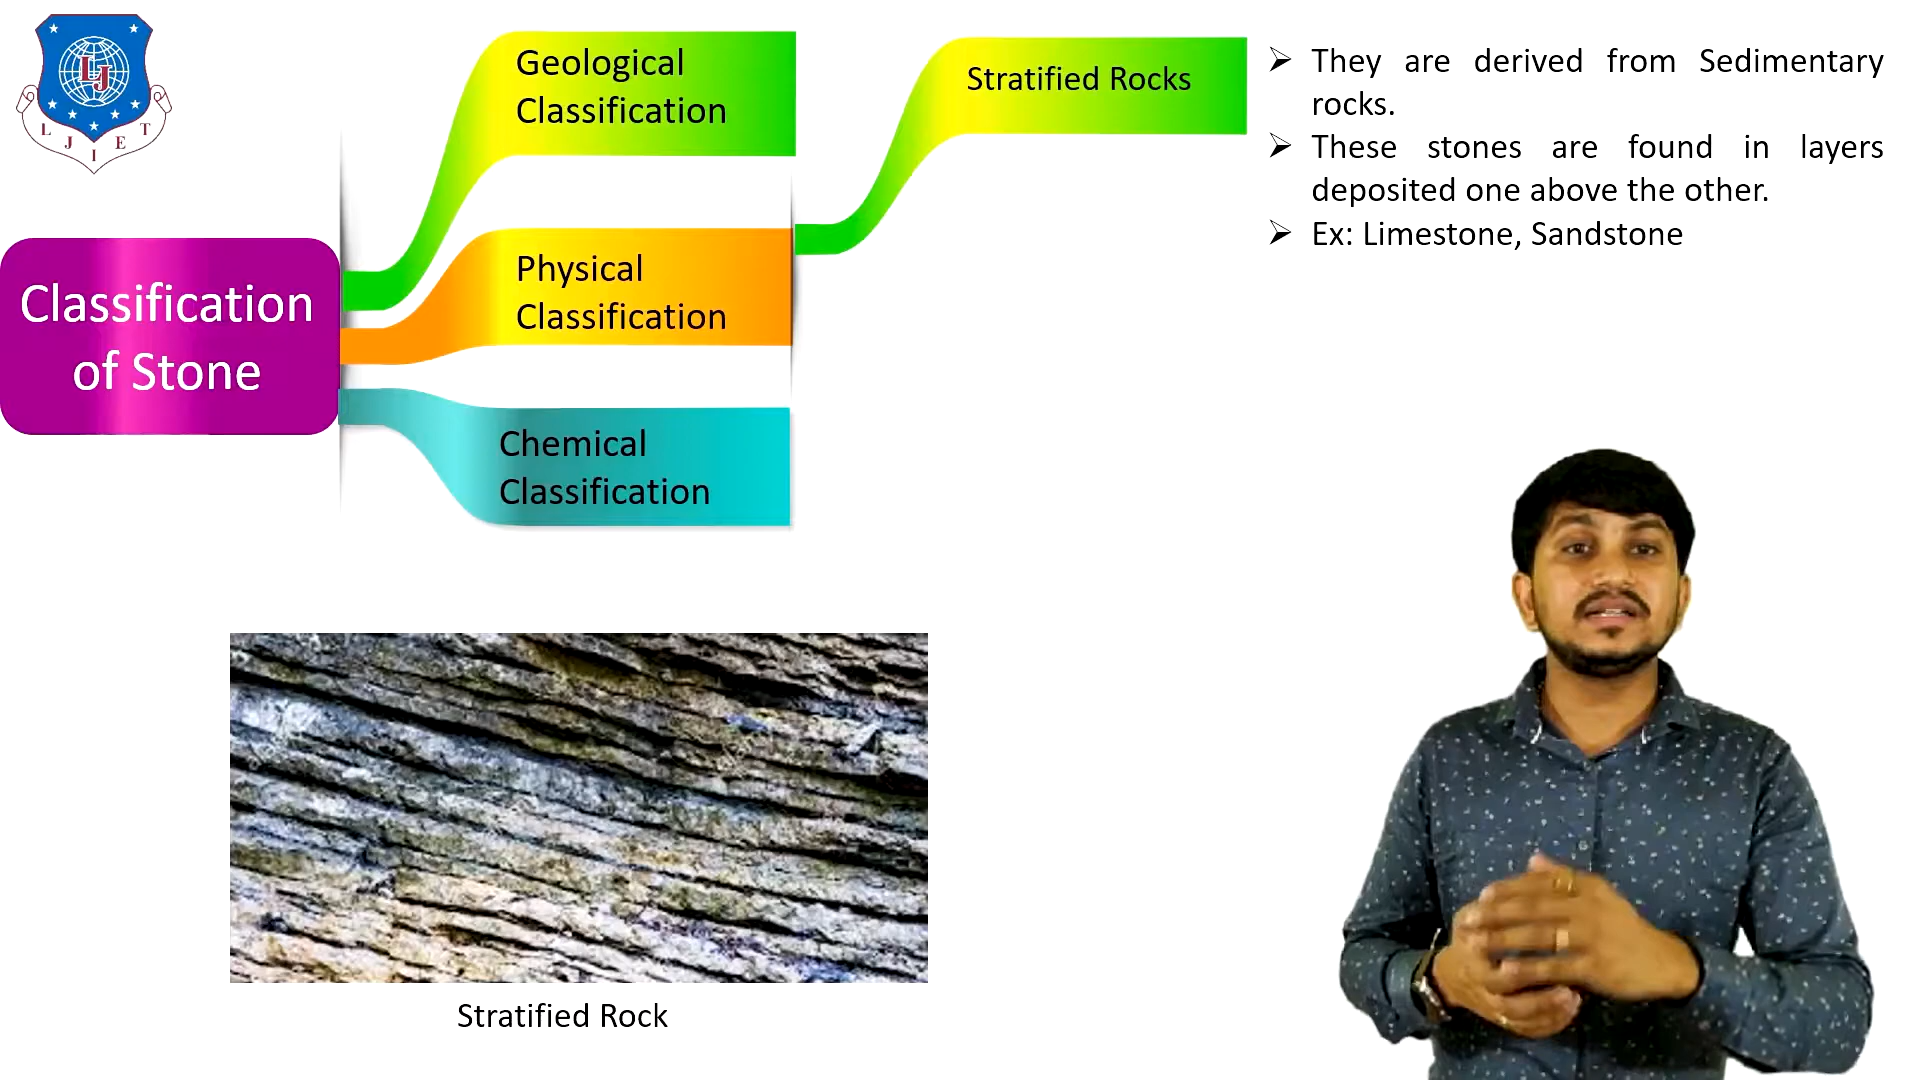 LJ
L J I E T
Geological
Classification
Stratified Rocks
They are derived from Sedimentary
rocks.
These stones are found in layers
deposited one above the other.
Ex: Limestone, Sandstone
Classification
of Stone
Physical
Classification
Chemical
Classification
Stratified Rock